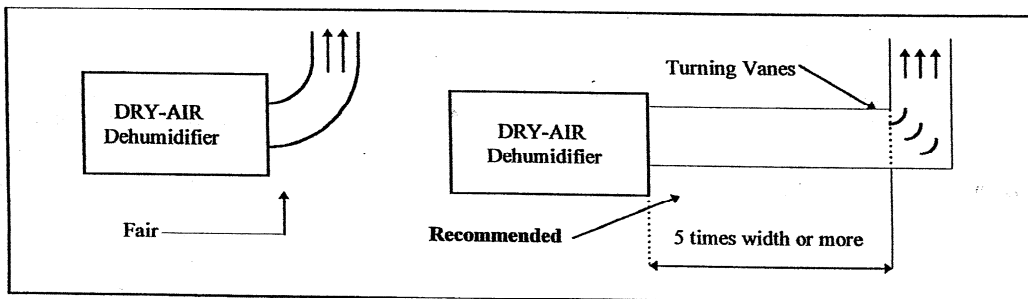 DRY-AIR
Dehumidifier
Fair
Turning Vanes
DRY-AIR
Dehumidifier
Recommended
5 times width or more